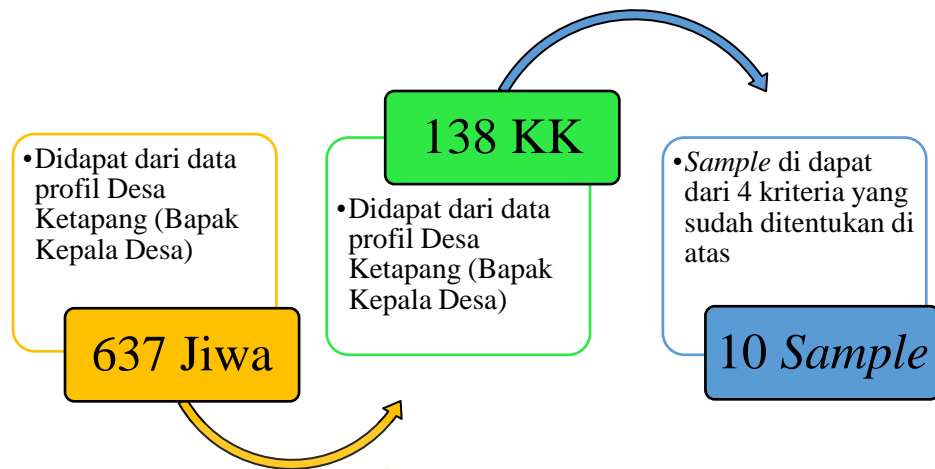 •Didapat dari data
profil Desa
Ketapang (Bapak
Kepala Desa)
637 Jiwa
138 KK
•Didapat dari data
profil Desa
Ketapang (Bapak
Kepala Desa)
•Sample di dapat
dari 4 kriteria yang
sudah ditentukan di
atas
10 Sample